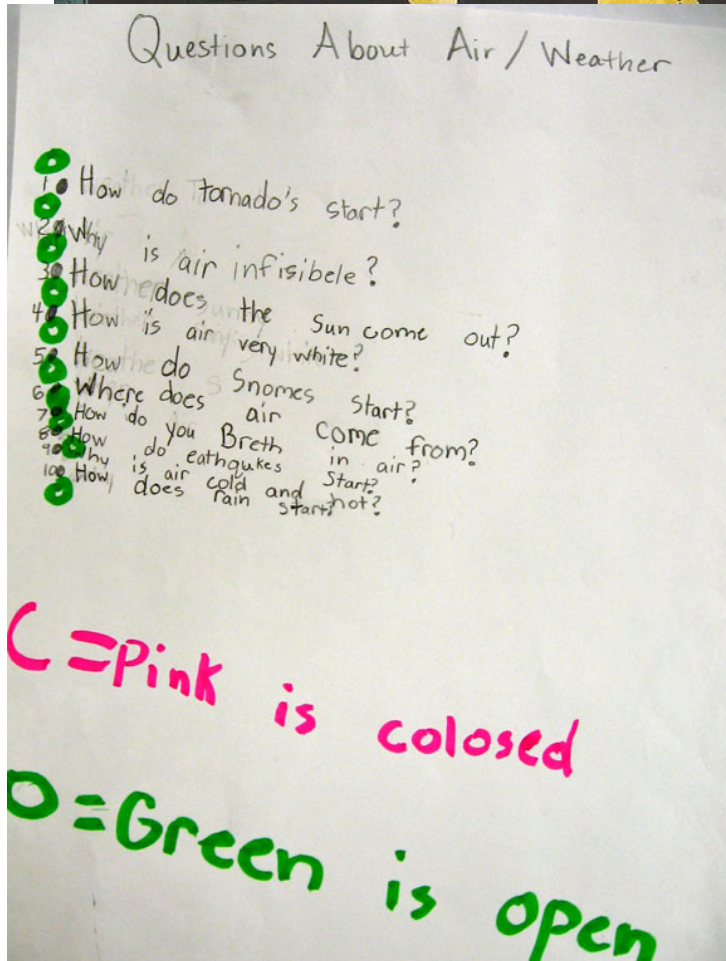 Questions About Air / Weather
1. How do tornado's start?
2. Why is air infisibele?
3. How does the Sun come out?
4. How is air very white?
5. How do Snomes start?
6. Where does air come from?
7. How do you Breth in air?
8. How do eathqukes start?
9. Why is air cold and hot?
10. How does rain start?
C = Pink is colosed
O = Green is open